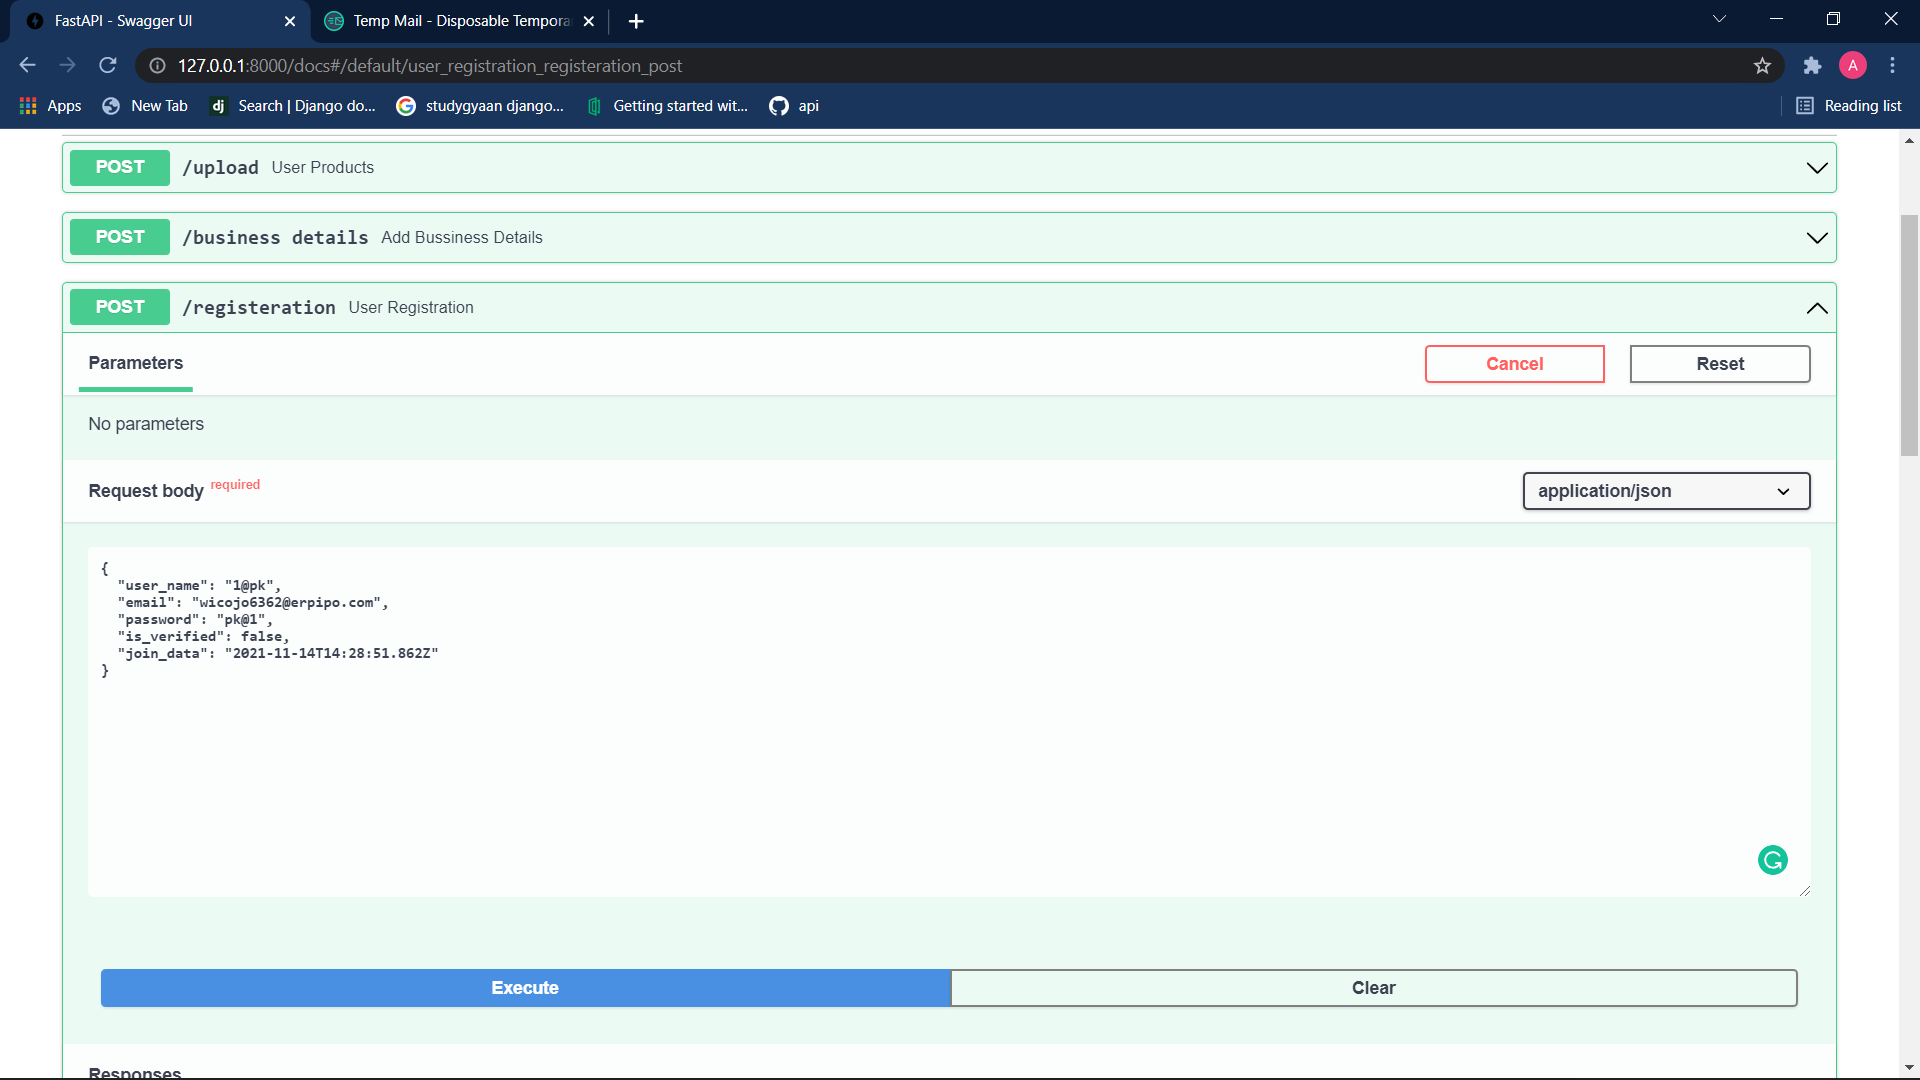 FastAPI - Swagger UI
Temp Mail - Disposable Tempora
127.0.0.1:8000/docs#/default/user_registration_registeration_post
A
Apps
New Tab
dj
Search | Django do...
studygyaan django...
Getting started wit...
api
Reading list
POST /upload User Products
POST /business details Add Bussiness Details
POST /registeration User Registration
Parameters
Cancel
Reset
No parameters
Request body required
application/json
{
"user_name": "1@pk",
"email": "wicojo6362@erpipo.com",
"password": "pk@1",
"is_verified": false,
"join_data": "2021-11-14T14:28:51.862Z"
}
Execute
Clear
Responses